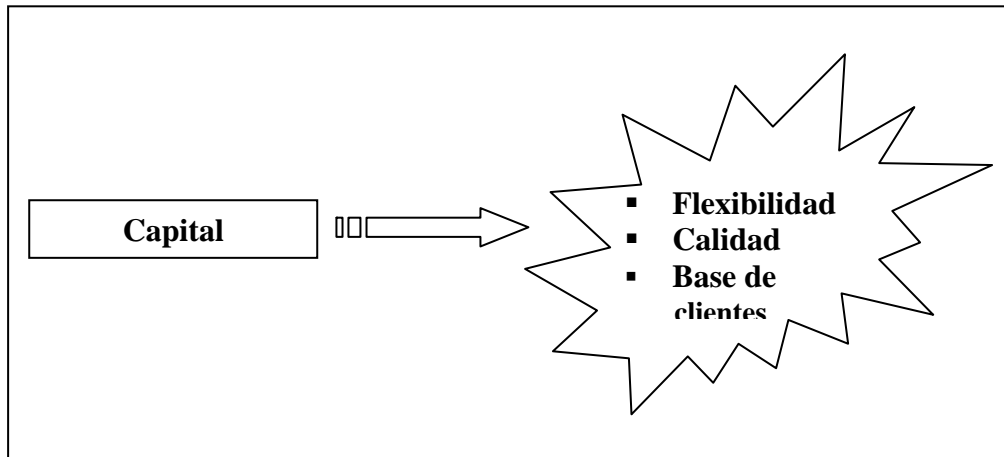 Capital
▪ Flexibilidad
▪ Calidad
▪ Base de
clientes